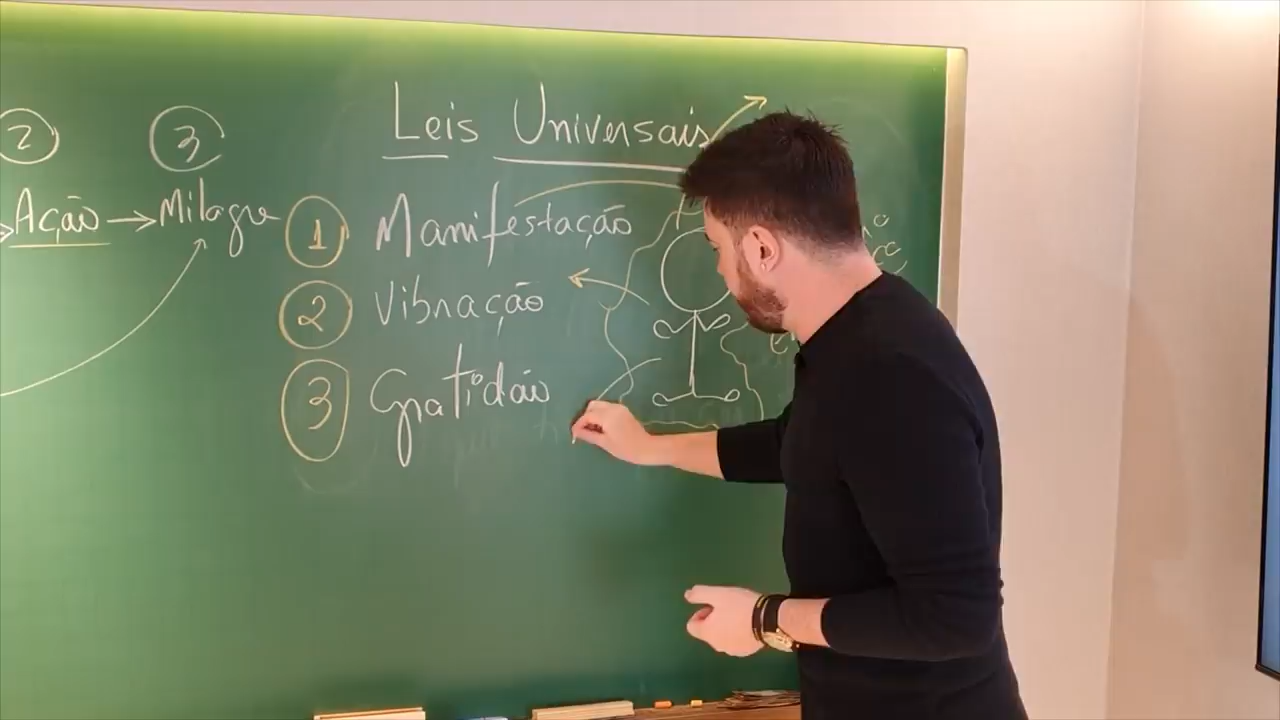 Leis Universais
2 3
Ação → Milagre
1 Manifestação
2 Vibração
3 Gratidão